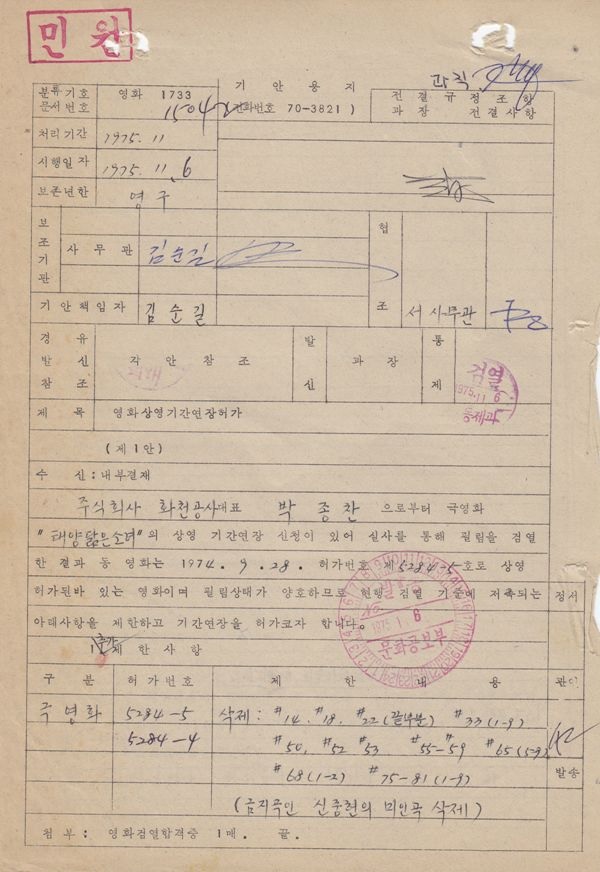 민원
분류기호 문서번호 영화 1733
15042
기안용지
(전화번호 70-3821)
과직
전결규정 조 항
과장 전결사항
처리기간 1975. 11
시행일자 1975. 11. 6
보존년한 영구
보조기관 사무관 김순길
협조
기안책임자 김순길
서 사무관
경유 발신 참조 각안참조
발신 과장
통제
검열
1975.11.6
통제과
제목 영화상영기간연장허가
(제1안)
수신: 내부결재
주식회사 화천공사대표 박종찬 으로부터 극영화
"태양닮은소녀"의 상영 기간연장 신청이 있어 실사를 통해 필림을 검열
한 결과 동 영화는 1974. 9. 28. 허가번호 제5284-5호로 상영
허가된바 있는 영화이며 필림상태가 양호하므로 현행 검열 기준에 저촉되는
정서
아래사항을 제한하고 기간연장을 허가코자 합니다.
문화공보부
1. 제한사항
구분 허가번호 제한내용
관인
극영화 5284-5 삭제: #14. #18. #22(끝부분) #33(1-9)
5284-4 #50, #52 #53 #55-#59 #65(5-9)
#68(1-2) #75-81(1-9)
발송
(금지곡인 신중현의 미인곡 삭제)
첨부: 영화검열합격증 1매. 끝.